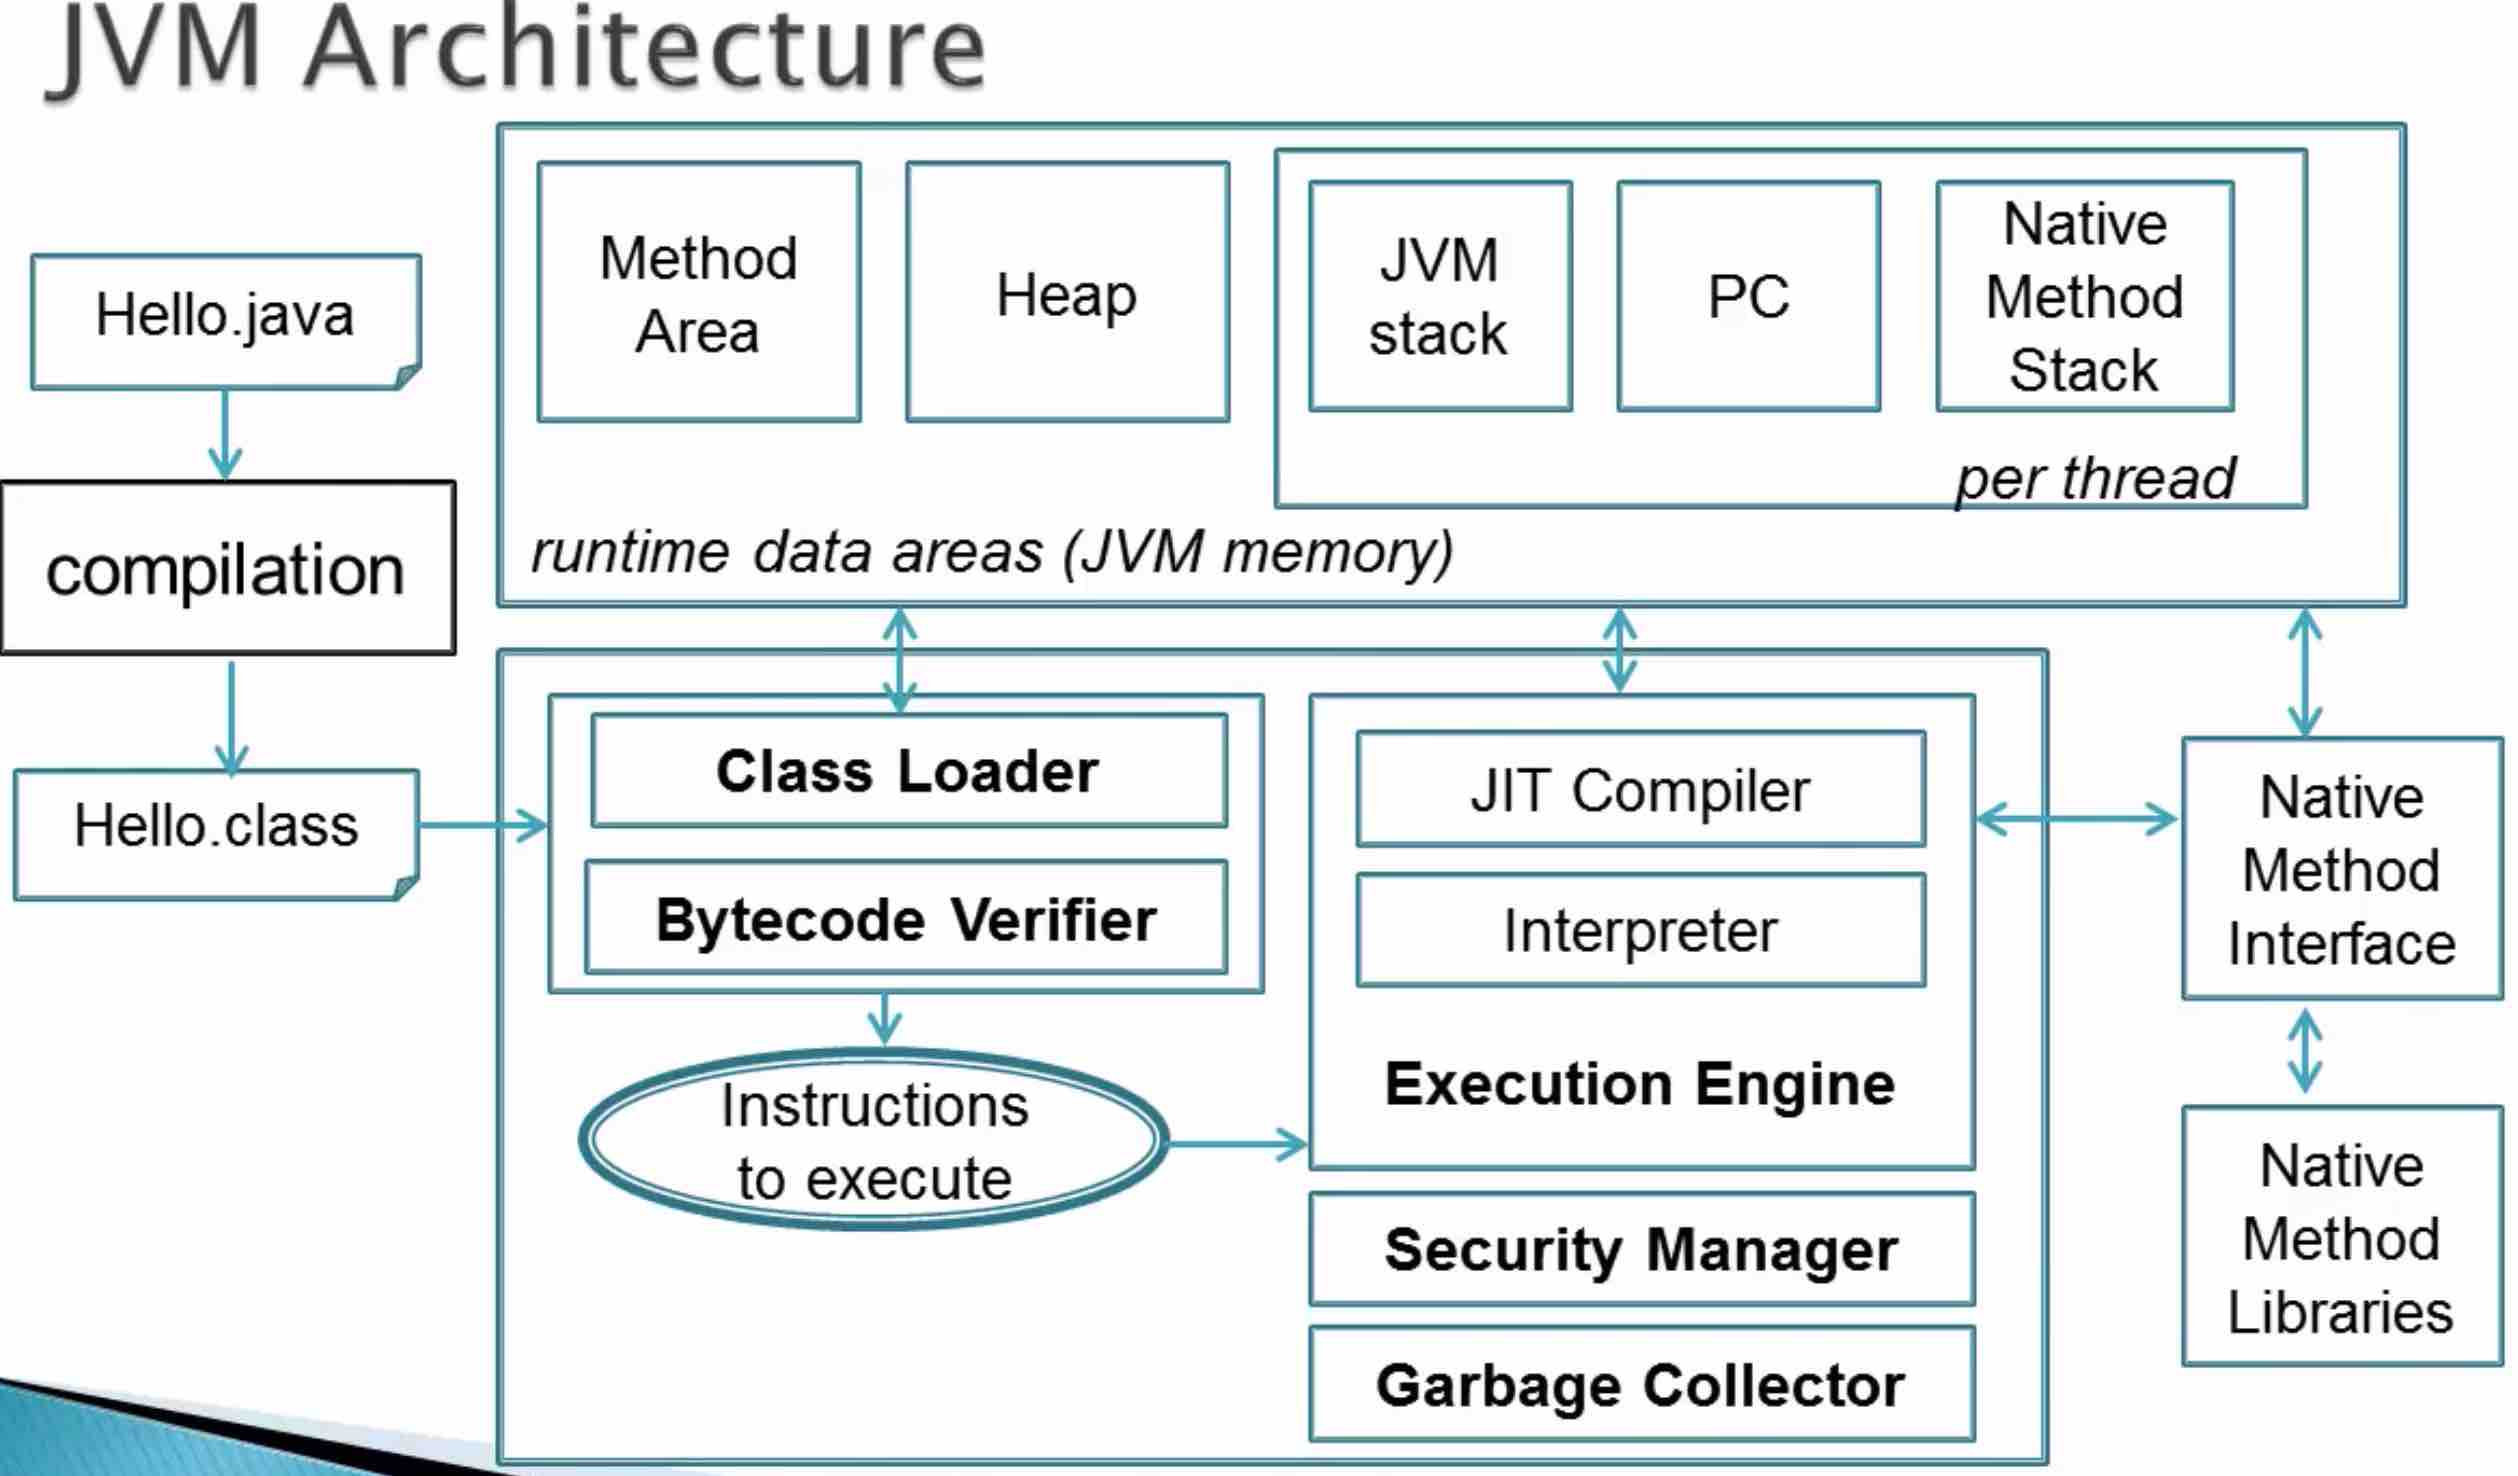 JVM Architecture
Hello.java
compilation
Hello.class
Method
Area
Heap
JVM
stack
PC
Native
Method
Stack
per thread
runtime data areas (JVM memory)
Class Loader
Bytecode Verifier
Instructions
to execute
JIT Compiler
Interpreter
Execution Engine
Security Manager
Garbage Collector
Native
Method
Interface
Native
Method
Libraries